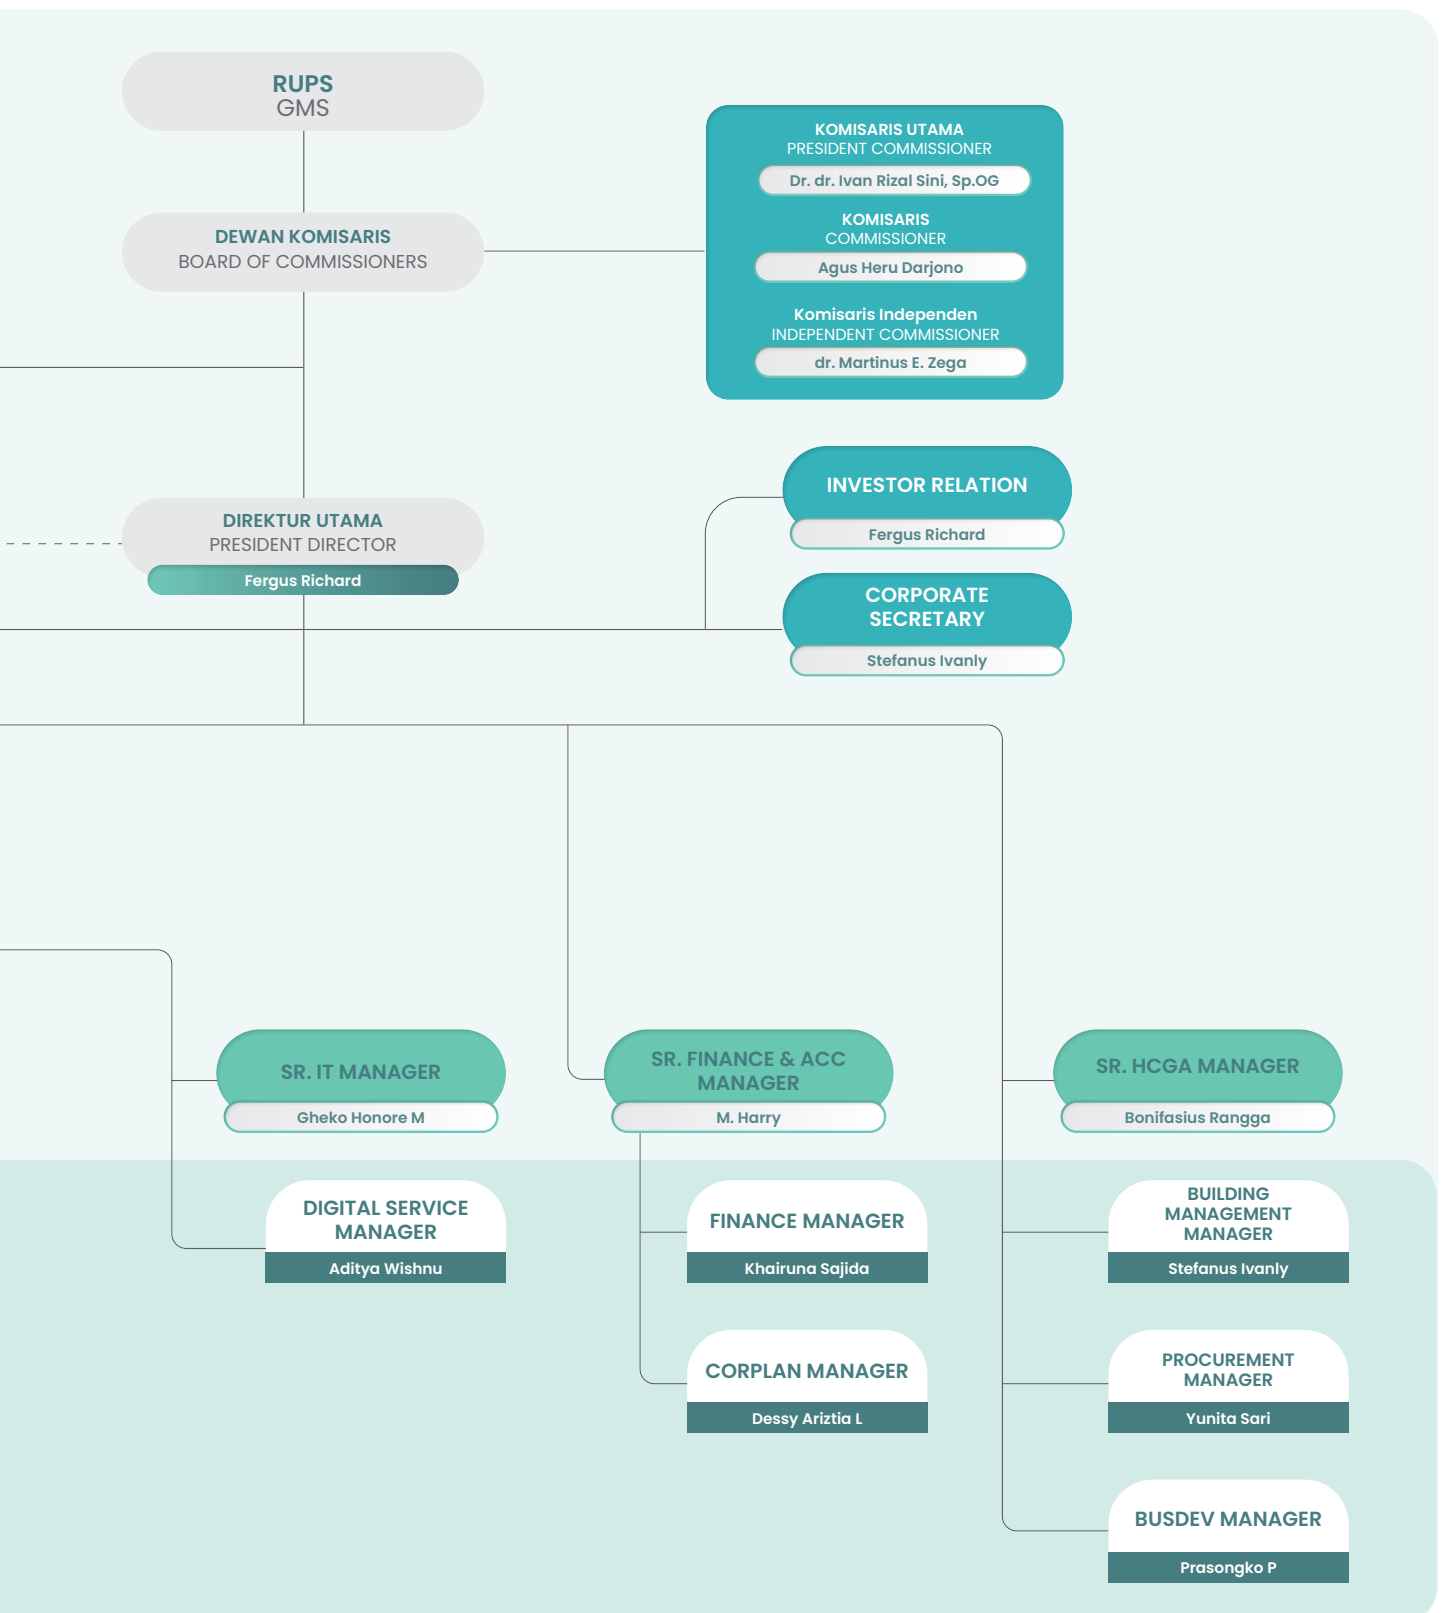 RUPS
GMS
KOMISARIS UTAMA
PRESIDENT COMMISSIONER
Dr. dr. Ivan Rizal Sini, Sp.OG
KOMISARIS
COMMISSIONER
Agus Heru Darjono
Komisaris Independen
INDEPENDENT COMMISSIONER
dr. Martinus E. Zega
DEWAN KOMISARIS
BOARD OF COMMISSIONERS
DIREKTUR UTAMA
PRESIDENT DIRECTOR
Fergus Richard
INVESTOR RELATION
Fergus Richard
CORPORATE
SECRETARY
Stefanus Ivanly
SR. IT MANAGER
Gheko Honore M
SR. FINANCE & ACC
MANAGER
M. Harry
SR. HCGA MANAGER
Bonifasius Rangga
DIGITAL SERVICE
MANAGER
Aditya Wishnu
FINANCE MANAGER
Khairuna Sajida
BUILDING
MANAGEMENT
MANAGER
Stefanus Ivanly
CORPLAN MANAGER
Dessy Ariztia L
PROCUREMENT
MANAGER
Yunita Sari
BUSDEV MANAGER
Prasongko P